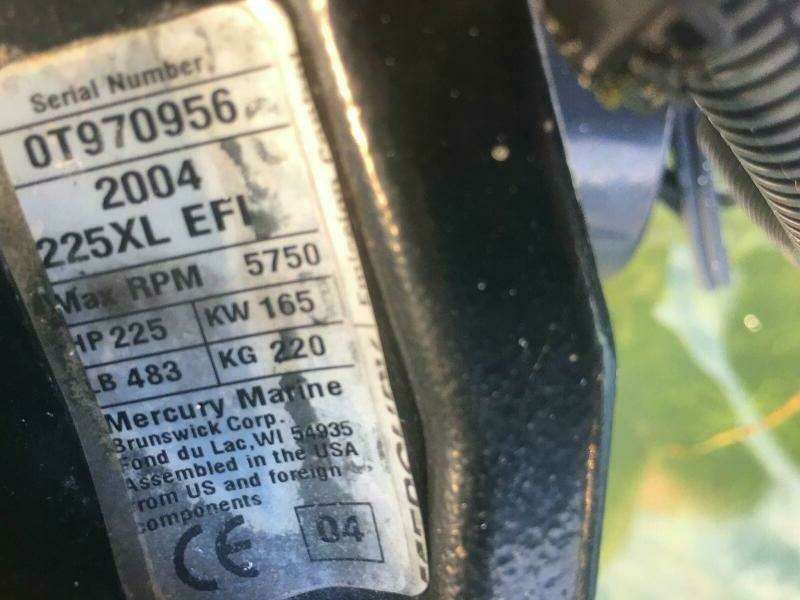 Serial Number
0T970956
2004
225XL EFI
Max RPM 5750
HP 225 KW 165
LB 483 KG 220
Mercury Marine
Brunswick Corp.
Fond du Lac, WI 54935
Assembled in the USA
from US and foreign
components
CE 04